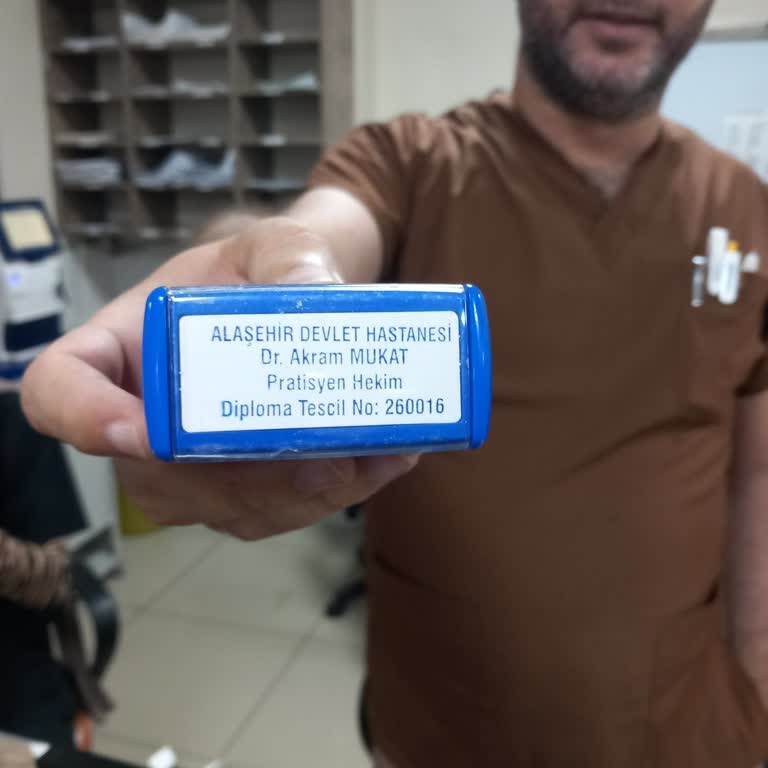 ALAŞEHİR DEVLET HASTANESİ
Dr. Akram MUKAT
Pratisyen Hekim
Diploma Tescil No: 260016